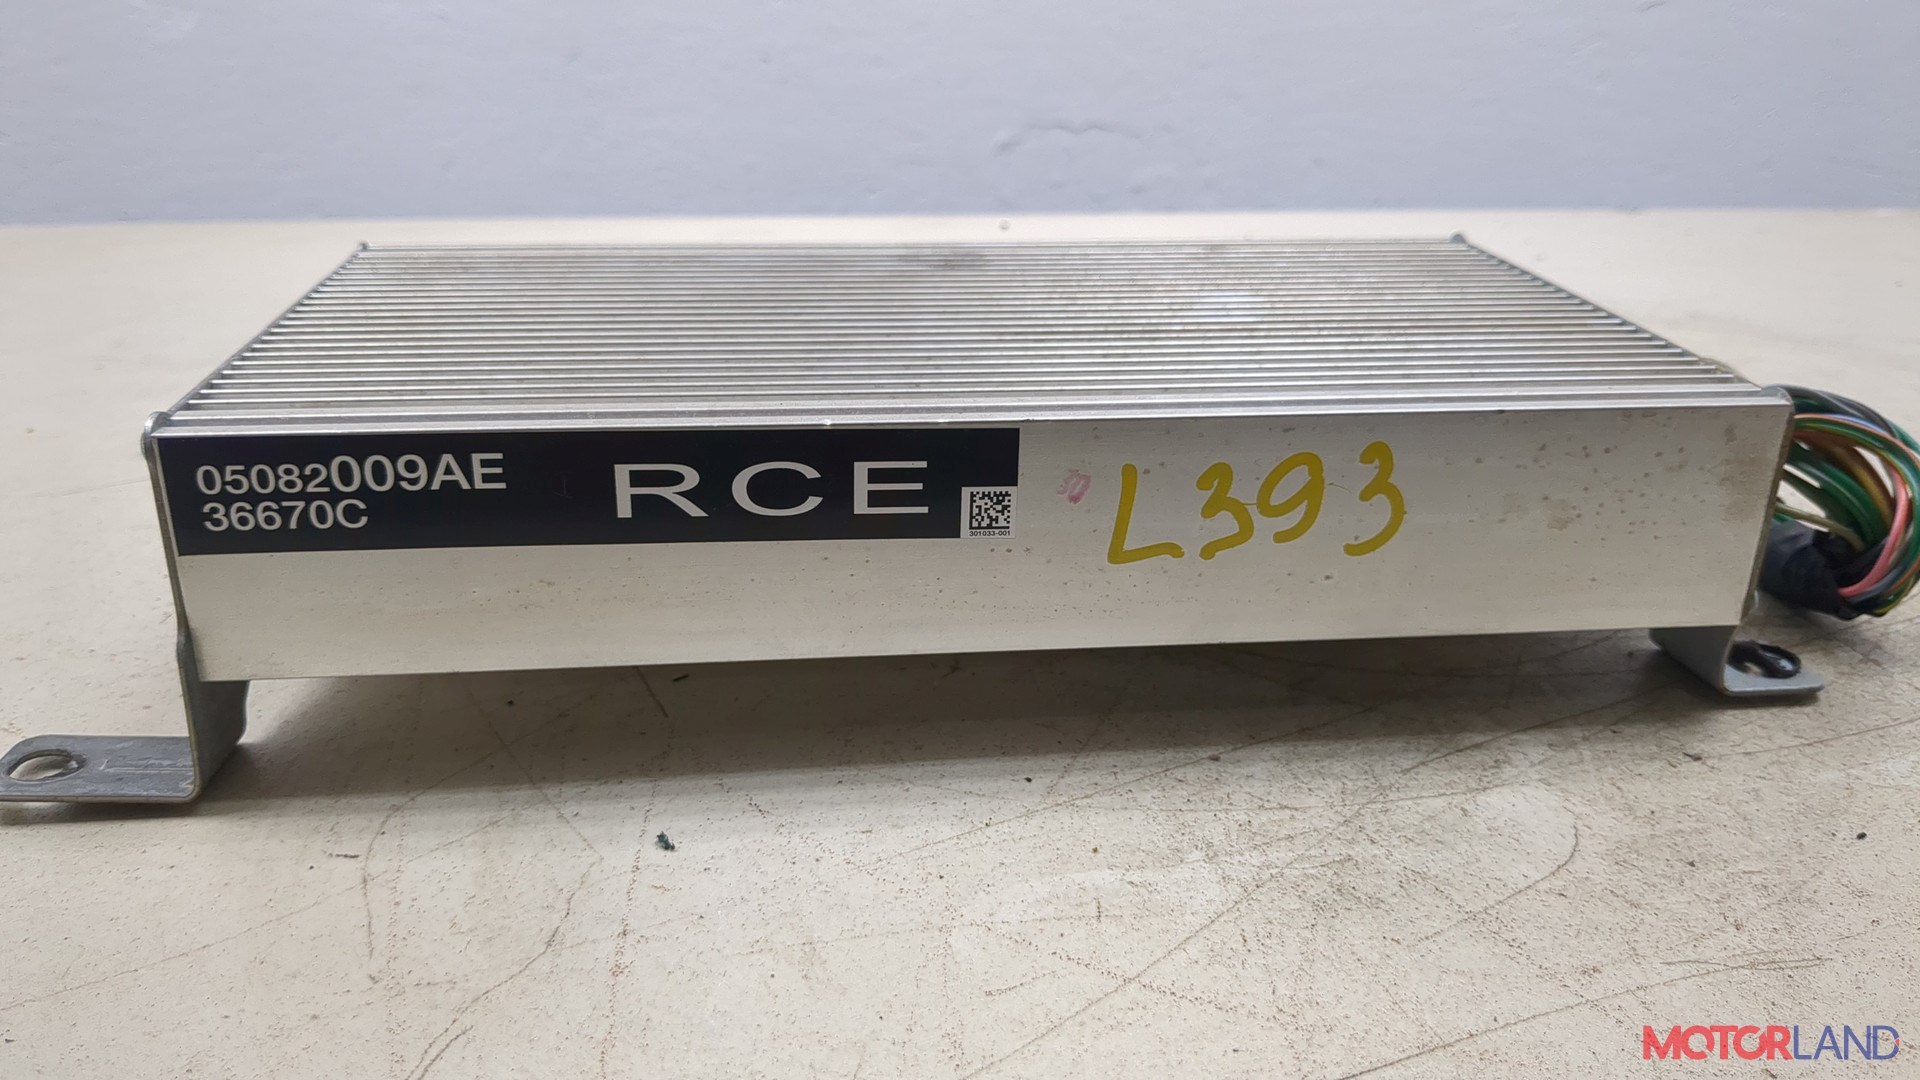 05082009AE
36670C
RCE
301033-001
L393
MOTORLAND